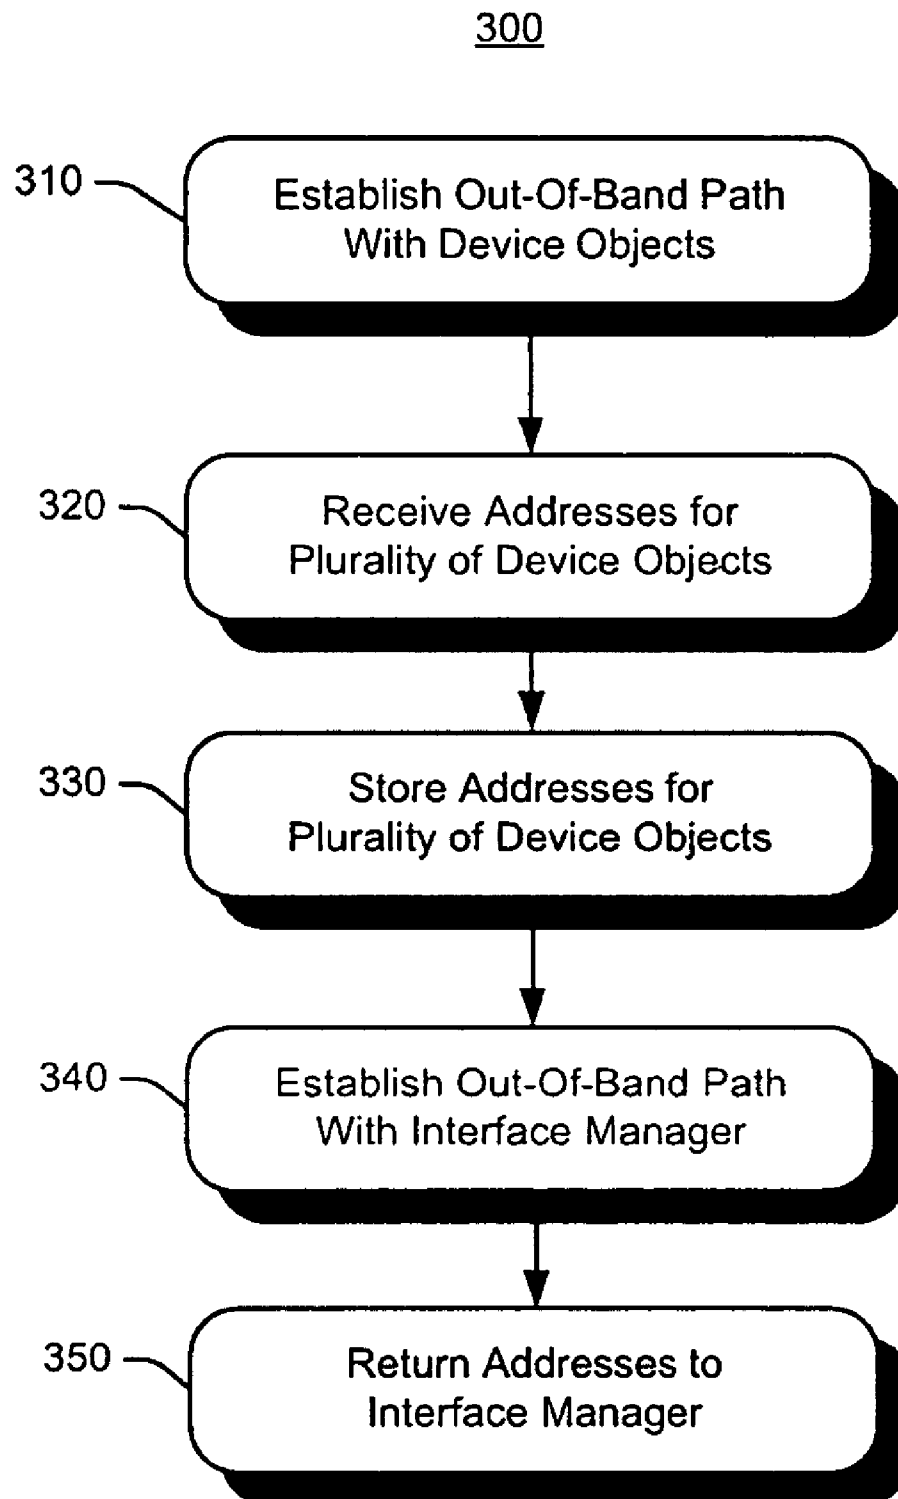 300
310
Establish Out-Of-Band Path
With Device Objects
320
Receive Addresses for
Plurality of Device Objects
330
Store Addresses for
Plurality of Device Objects
340
Establish Out-Of-Band Path
With Interface Manager
350
Return Addresses to
Interface Manager